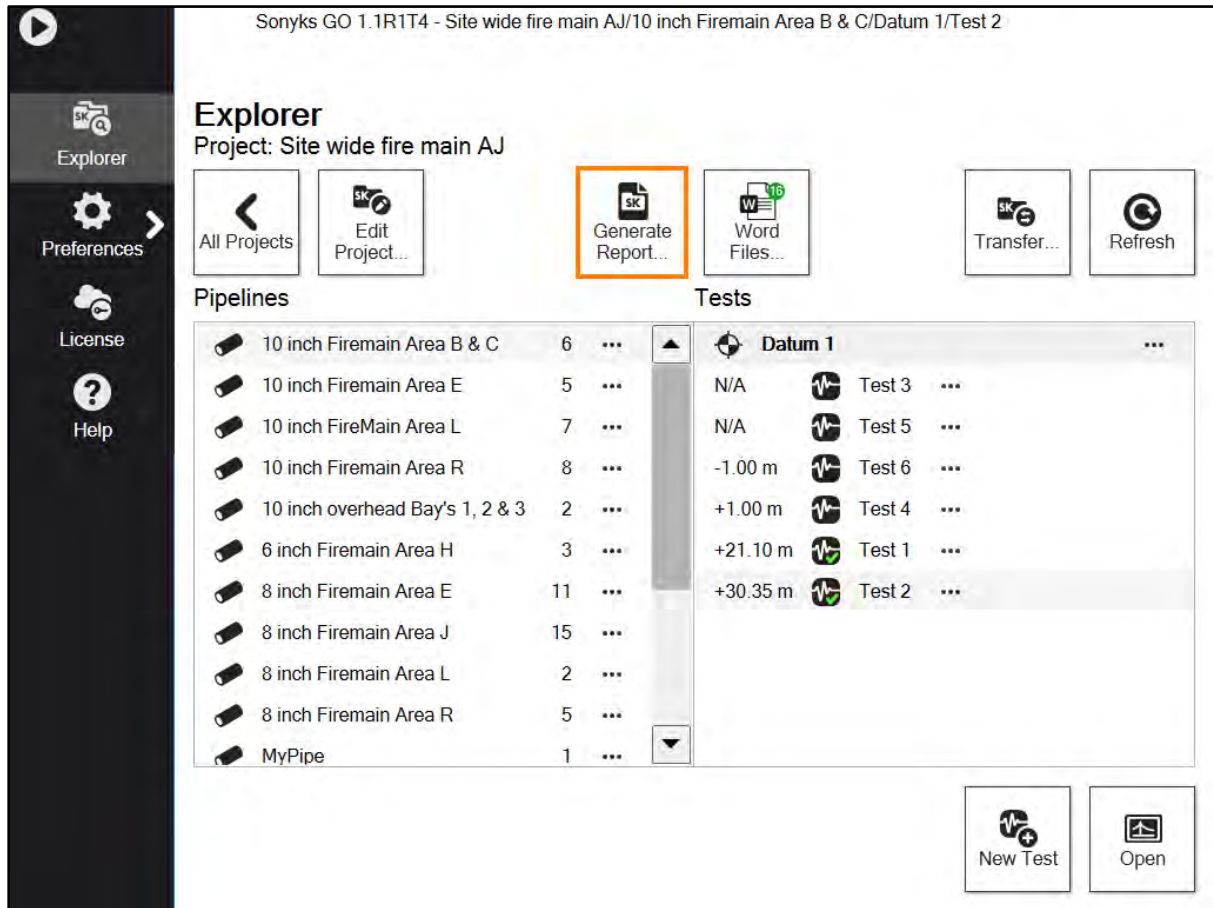 Sonyks GO 1.1R1T4 - Site wide fire main AJ/10 inch Firemain Area B & C/Datum 1/Test 2
Explorer
Preferences
License
Help
Explorer
Project: Site wide fire main AJ
All Projects
SK
Edit
Project...
SK
Generate
Report...
W 16
Word
Files...
SK
Transfer...
Refresh
Pipelines
10 inch Firemain Area B & C 6 ...
10 inch Firemain Area E 5 ...
10 inch FireMain Area L 7 ...
10 inch Firemain Area R 8 ...
10 inch overhead Bay's 1, 2 & 3 2 ...
6 inch Firemain Area H 3 ...
8 inch Firemain Area E 11 ...
8 inch Firemain Area J 15 ...
8 inch Firemain Area L 2 ...
8 inch Firemain Area R 5 ...
MyPipe 1 ...
Tests
Datum 1 ...
N/A Test 3 ...
N/A Test 5 ...
-1.00 m Test 6 ...
+1.00 m Test 4 ...
+21.10 m Test 1 ...
+30.35 m Test 2 ...
New Test
Open